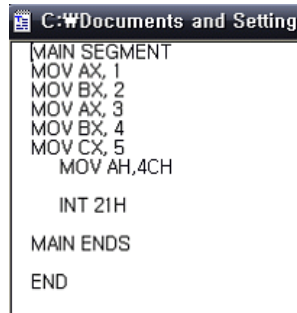 C:₩Documents and Setting
MAIN SEGMENT
MOV AX, 1
MOV BX, 2
MOV AX, 3
MOV BX, 4
MOV CX, 5
MOV AH,4CH
INT 21H
MAIN ENDS
END